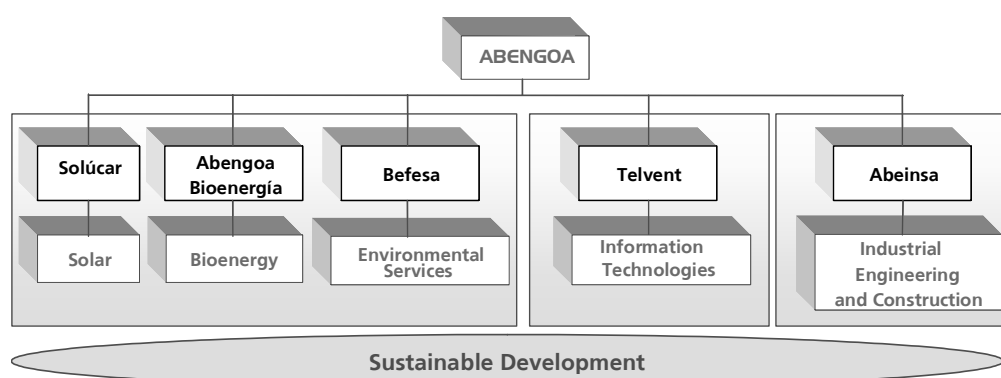 ABENGOA
Solúcar
Abengoa
Bioenergía
Befesa
Telvent
Abeinsa
Solar
Bioenergy
Environmental
Services
Information
Technologies
Industrial
Engineering
and Construction
Sustainable Development